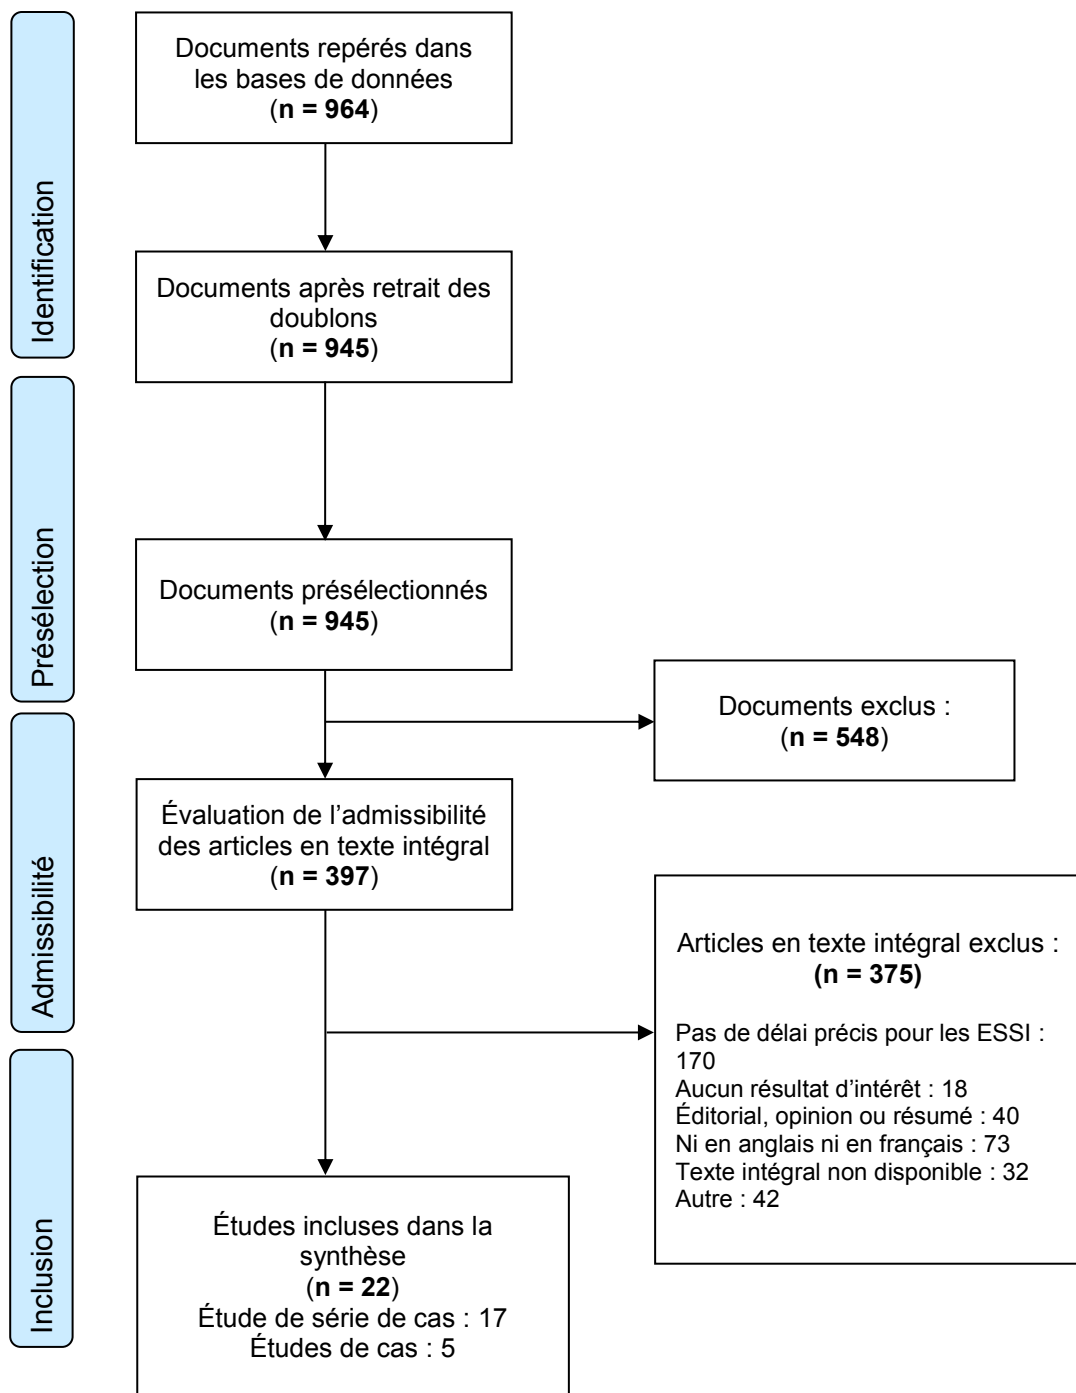 Identification
Documents repérés dans
les bases de données
(n = 964)
Documents après retrait des
doublons
(n = 945)
Présélection
Documents présélectionnés
(n = 945)
Documents exclus :
(n = 548)
Admissibilité
Évaluation de l’admissibilité
des articles en texte intégral
(n = 397)
Articles en texte intégral exclus :
(n = 375)
Pas de délai précis pour les ESSI :
170
Aucun résultat d’intérêt : 18
Éditorial, opinion ou résumé : 40
Ni en anglais ni en français : 73
Texte intégral non disponible : 32
Autre : 42
Inclusion
Études incluses dans la
synthèse
(n = 22)
Étude de série de cas : 17
Études de cas : 5